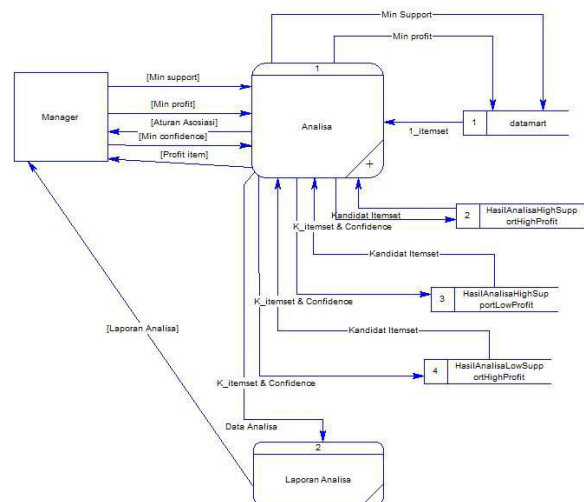 Min Support
Min profit
[Min support]
1
[Min profit]
Manager
Analisa
[Aturan Asosiasi]
[Min confidence]
[Profit item]
1
datamart
1_itemset
+
2
HasilAnalisaHighSupp
ortHighProfit
Kandidat Itemset
K_itemset & Confidence
Kandidat Itemset
3
HasilAnalisaHighSu
pportLowProfit
K_itemset & Confidence
Kandidat Itemset
[Laporan Analisa]
4
HasilAnalisaLowSupp
ortHighProfit
K_itemset & Confidence
Data Analisa
2
Laporan Analisa